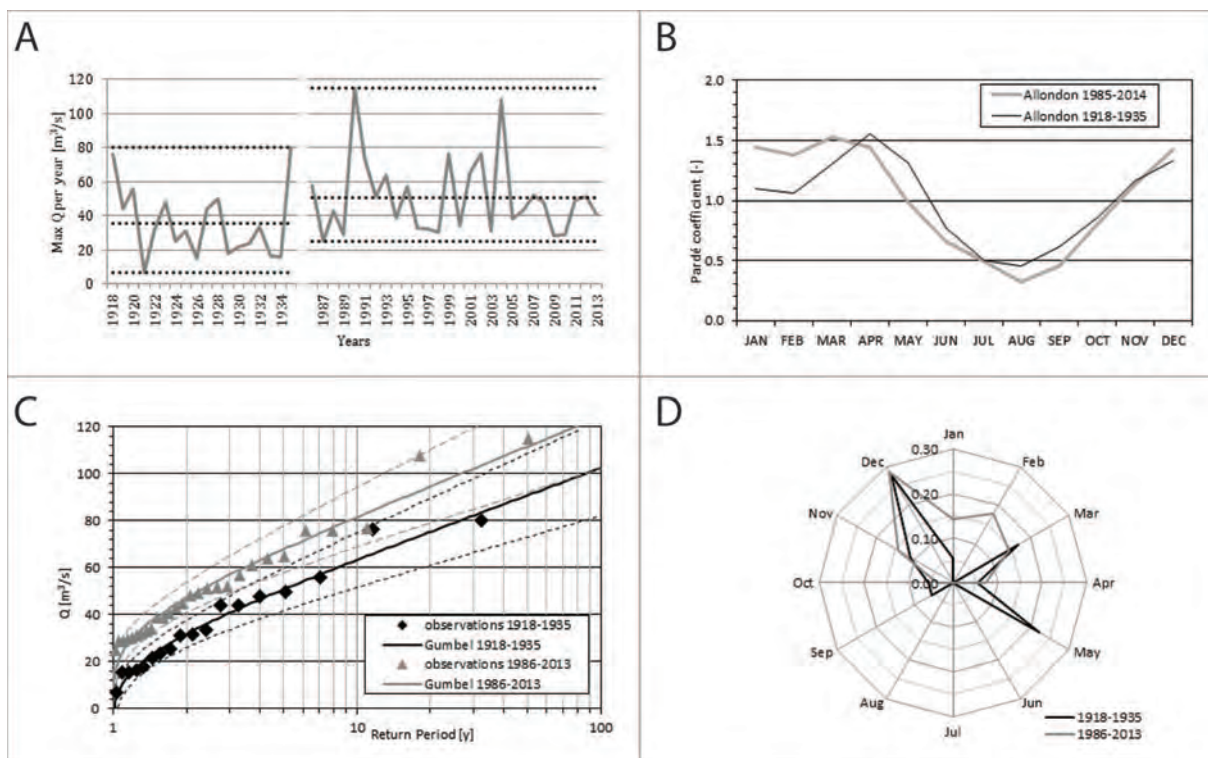 A
Max Q per year [m³/s]
120
100
80
60
40
20
0
1918
1920
1922
1924
1926
1928
1930
1932
1934
1987
1989
1991
1993
1995
1997
1999
2001
2003
2005
2007
2009
2011
2013
Years
B
Pardé coefficient [-]
2.0
1.5
1.0
0.5
0.0
Allondon 1985-2014
Allondon 1918-1935
JAN FEB MAR APR MAY JUN JUL AUG SEP OCT NOV DEC
C
Q [m³/s]
120
100
80
60
40
20
0
observations 1918-1935
Gumbel 1918-1935
observations 1986-2013
Gumbel 1986-2013
1 10 100
Return Period [y]
D
Jan
Feb
Mar
Apr
May
Jun
Jul
Aug
Sep
Oct
Nov
Dec
0.30
0.20
0.10
0.00
1918-1935
1986-2013